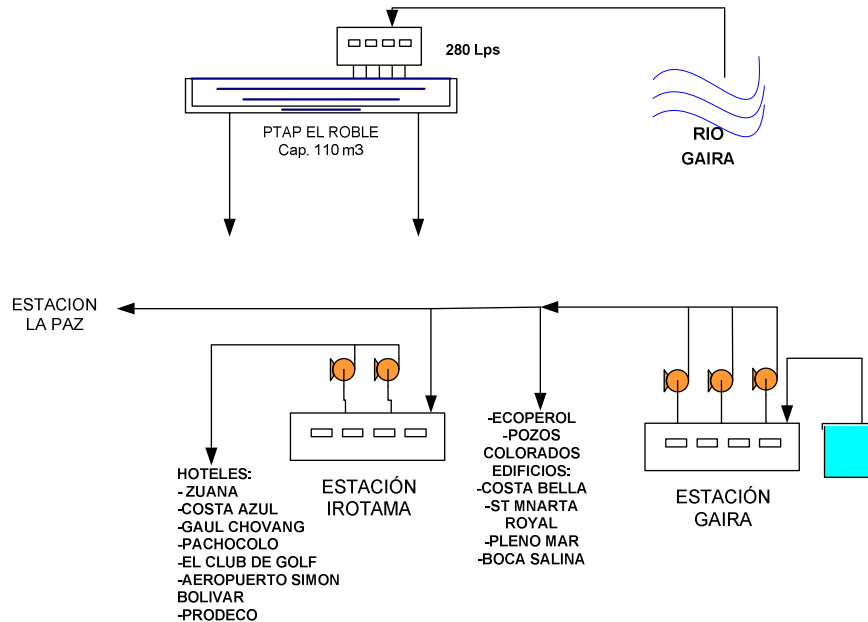 280 Lps
PTAP EL ROBLE
Cap. 110 m3
RIO
GAIRA
ESTACION
LA PAZ
HOTELES:
- ZUANA
-COSTA AZUL
-GAUL CHOVANG
-PACHOCOLO
-EL CLUB DE GOLF
-AEROPUERTO SIMON
BOLIVAR
-PRODECO
ESTACIÓN
IROTAMA
-ECOPEROL
-POZOS
COLORADOS
EDIFICIOS:
-COSTA BELLA
-ST MNARTA
ROYAL
-PLENO MAR
-BOCA SALINA
ESTACIÓN
GAIRA